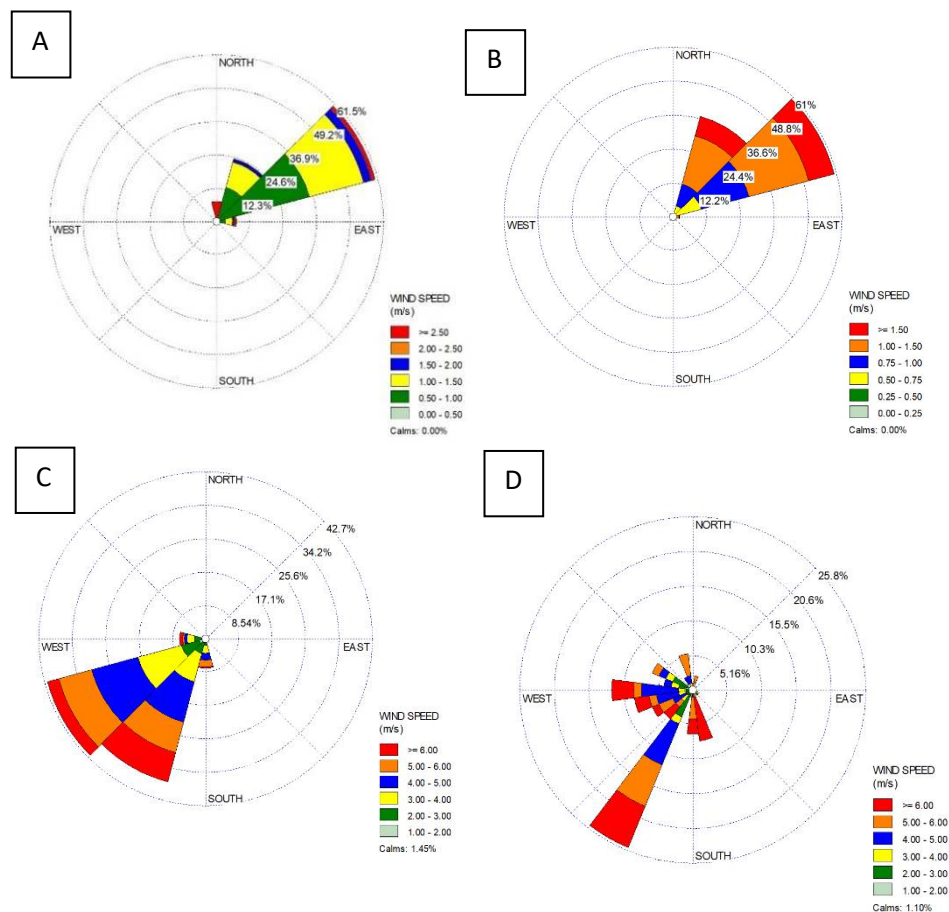 A
NORTH
61.5%
49.2%
36.9%
24.6%
12.3%
WEST
EAST
SOUTH
WIND SPEED
(m/s)
>= 2.50
2.00 - 2.50
1.50 - 2.00
1.00 - 1.50
0.50 - 1.00
0.00 - 0.50
Calms: 0.00%
B
NORTH
61%
48.8%
36.6%
24.4%
12.2%
WEST
EAST
SOUTH
WIND SPEED
(m/s)
>= 1.50
1.00 - 1.50
0.75 - 1.00
0.50 - 0.75
0.25 - 0.50
0.00 - 0.25
Calms: 0.00%
C
NORTH
42.7%
34.2%
25.6%
17.1%
8.54%
WEST
EAST
SOUTH
WIND SPEED
(m/s)
>= 6.00
5.00 - 6.00
4.00 - 5.00
3.00 - 4.00
2.00 - 3.00
1.00 - 2.00
Calms: 1.45%
D
NORTH
25.8%
20.6%
15.5%
10.3%
5.16%
WEST
EAST
SOUTH
WIND SPEED
(m/s)
>= 6.00
5.00 - 6.00
4.00 - 5.00
3.00 - 4.00
2.00 - 3.00
1.00 - 2.00
Calms: 1.10%